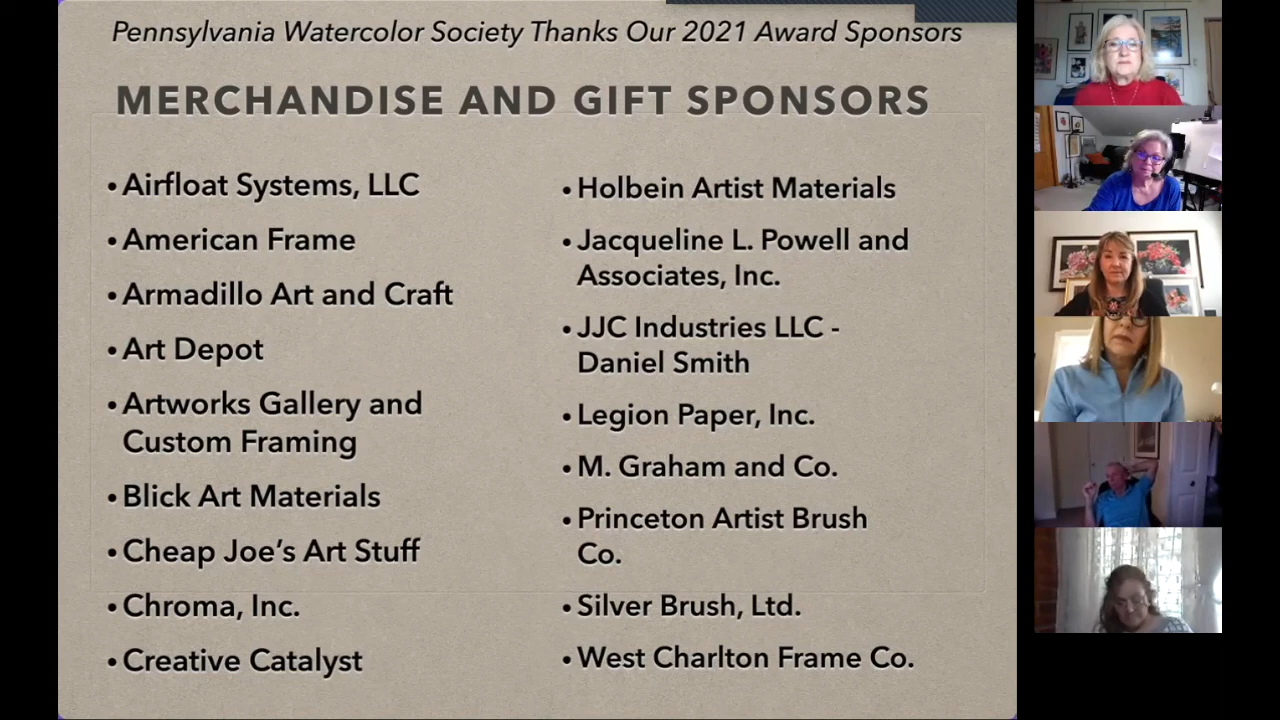 Pennsylvania Watercolor Society Thanks Our 2021 Award Sponsors
MERCHANDISE AND GIFT SPONSORS
• Airfloat Systems, LLC
• American Frame
• Armadillo Art and Craft
• Art Depot
• Artworks Gallery and
Custom Framing
• Blick Art Materials
• Cheap Joe's Art Stuff
• Chroma, Inc.
• Creative Catalyst
• Holbein Artist Materials
• Jacqueline L. Powell and
Associates, Inc.
• JJC Industries LLC -
Daniel Smith
• Legion Paper, Inc.
• M. Graham and Co.
• Princeton Artist Brush
Co.
• Silver Brush, Ltd.
• West Charlton Frame Co.